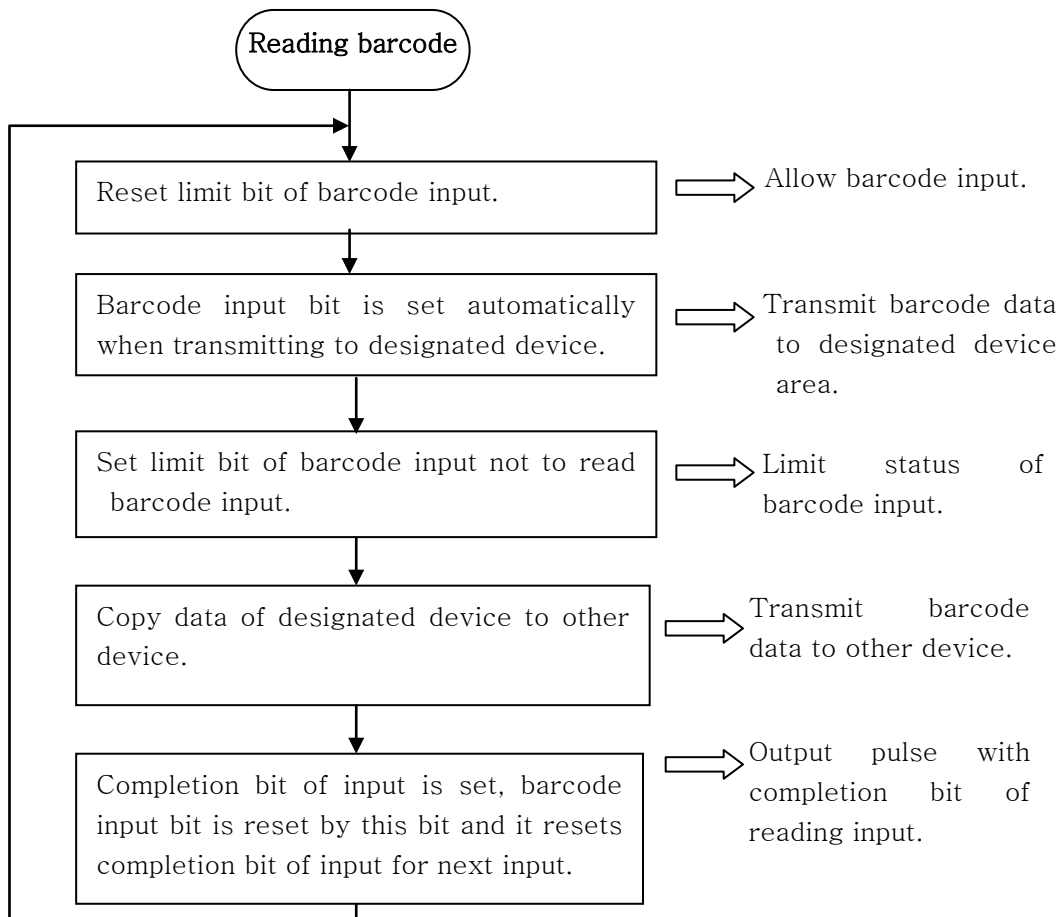 Reading barcode
Reset limit bit of barcode input.
Allow barcode input.
Barcode input bit is set automatically
when transmitting to designated device.
Transmit barcode data
to designated device
area.
Set limit bit of barcode input not to read
barcode input.
Limit status of
barcode input.
Copy data of designated device to other
device.
Transmit barcode
data to other device.
Completion bit of input is set, barcode
input bit is reset by this bit and it resets
completion bit of input for next input.
Output pulse with
completion bit of
reading input.